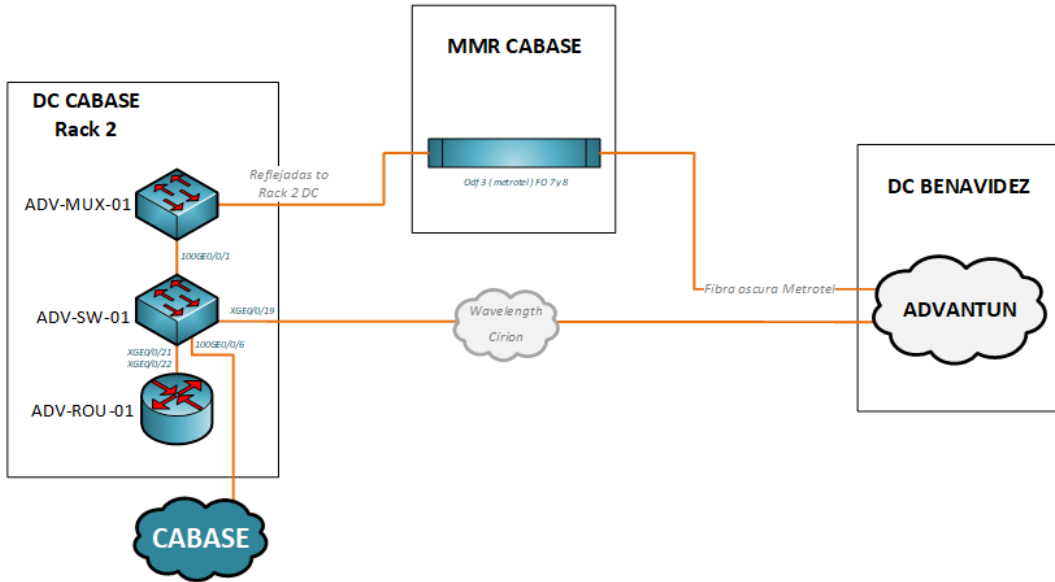 MMR CABASE
DC CABASE
Rack 2
Odf 3 ( metrotel ) FO 7 y 8
Reflejadas to
Rack 2 DC
ADV-MUX-01
DC BENAVIDEZ
100GE0/0/1
ADV-SW-01
XGE0/0/19
Wavelength
Cirion
Fibra oscura Metrotel
ADVANTUN
100GE0/0/6
XGE0/0/21
XGE0/0/22
ADV-ROU-01
CABASE